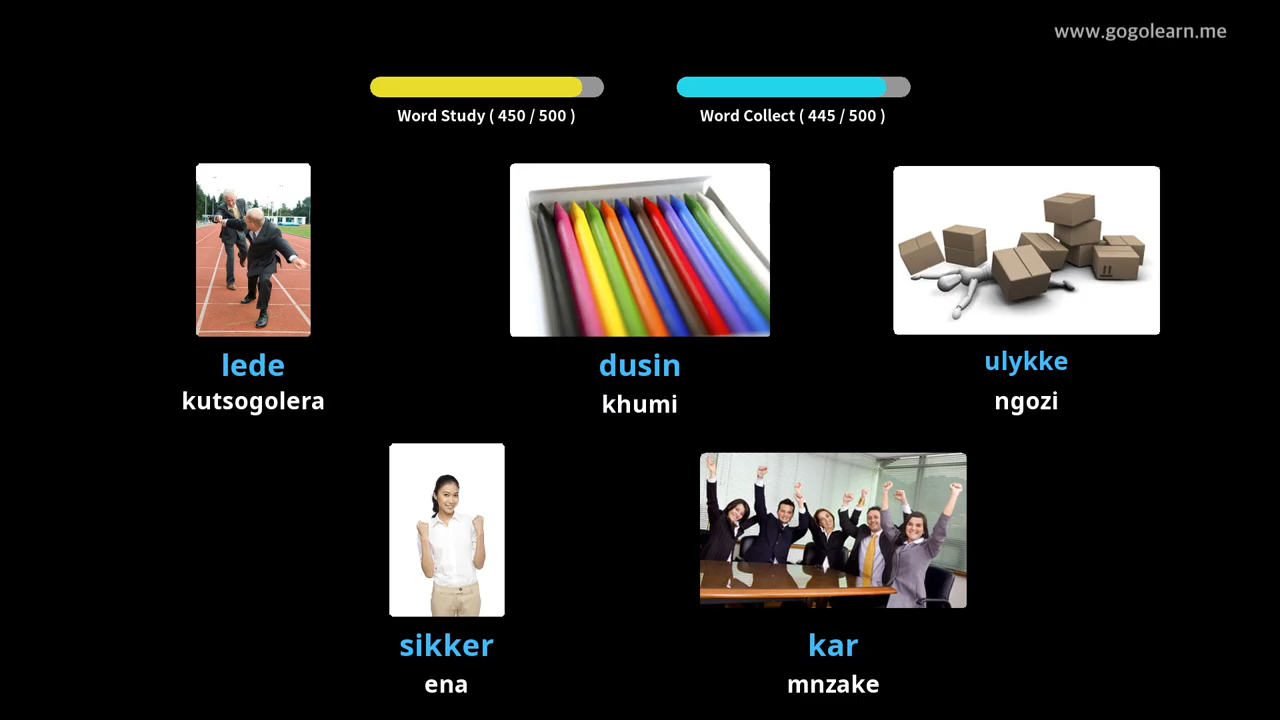 www.gogolearn.me
Word Study ( 450 / 500 )
Word Collect ( 445 / 500 )
lede
kutsogolera
dusin
khumi
ulykke
ngozi
sikker
ena
kar
mnzake